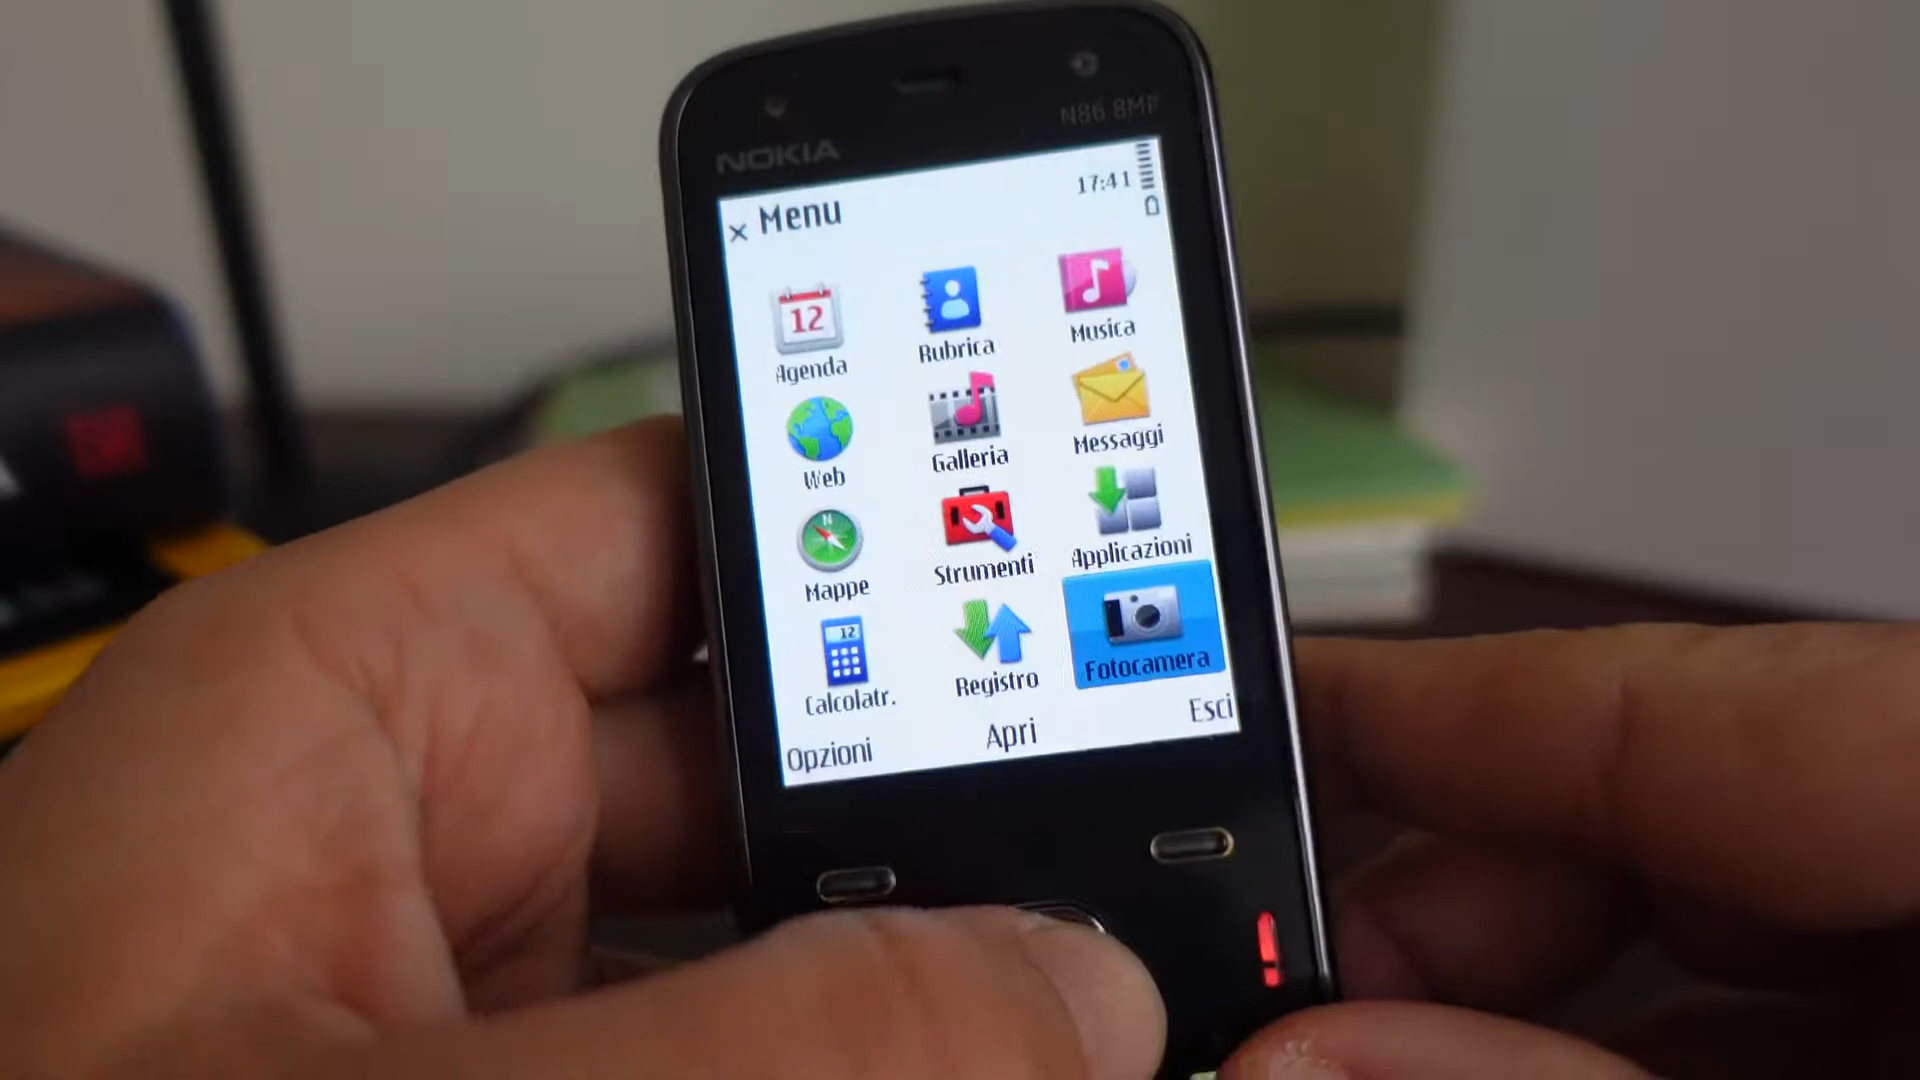 NOKIA
N86 8MP
Menu
17:41
12
Agenda
Rubrica
Musica
Web
Galleria
Messaggi
N
Mappe
Strumenti
Applicazioni
12
Calcolatr.
Registro
Fotocamera
Opzioni
Apri
Esci